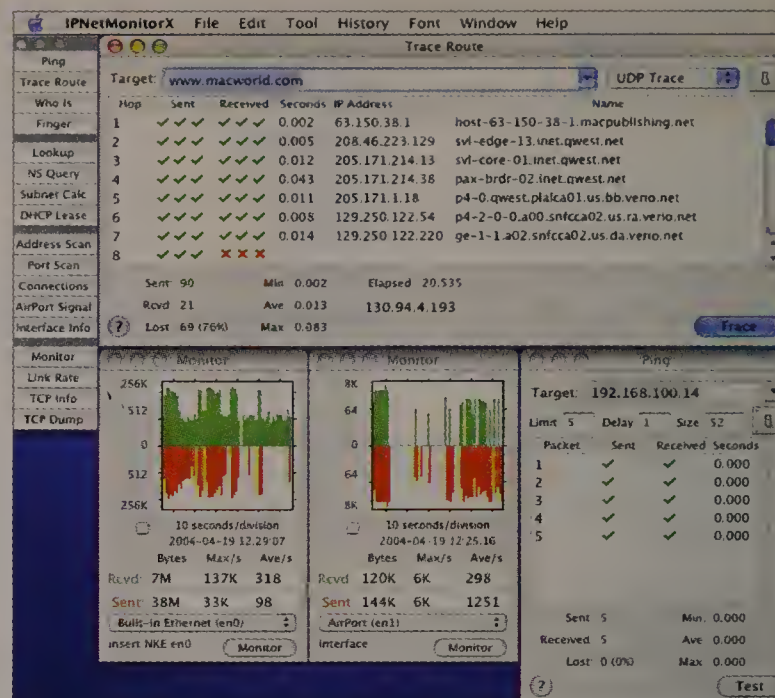 IPNetMonitorX File Edit Tool History Font Window Help
Ping
Trace Route
Who Is
Finger
Lookup
NS Query
Subnet Calc
DHCP Lease
Address Scan
Port Scan
Connections
AirPort Signal
Interface Info
Monitor
Link Rate
TCP Info
TCP Dump
Trace Route
Target: www.macworld.com UDP Trace
Hop Sent Received Seconds IP Address Name
1 ✓ ✓ ✓ ✓ ✓ ✓ 0.002 63.150.38.1 host-63-150-38-1.macpublishing.net
2 ✓ ✓ ✓ ✓ ✓ ✓ 0.005 208.46.223.129 svl-edge-13.inet.qwest.net
3 ✓ ✓ ✓ ✓ ✓ ✓ 0.012 205.171.214.13 svl-core-01.inet.qwest.net
4 ✓ ✓ ✓ ✓ ✓ ✓ 0.043 205.171.214.38 pax-brdr-02.inet.qwest.net
5 ✓ ✓ ✓ ✓ ✓ ✓ 0.011 205.171.1.18 p4-0.qwest.plalca01.us.bb.verio.net
6 ✓ ✓ ✓ ✓ ✓ ✓ 0.008 129.250.122.54 p4-2-0-0.a00.snfcca02.us.ra.verio.net
7 ✓ ✓ ✓ ✓ ✓ ✓ 0.014 129.250.122.220 ge-1-1.a02.snfcca02.us.da.verio.net
8 ✓ ✓ ✓ × × ×
Sent 90 Min 0.002 Elapsed 20.535
Rcvd 21 Ave 0.013 130.94.4.193
? Lost 69 (76%) Max 0.083 Trace
Monitor
256K
512
0
512
256K
10 seconds/division
2004-04-19 12.29:07
Bytes Max/s Ave/s
Rcvd: 7M 137K 318
Sent: 38M 33K 98
Built-in Ethernet (en0)
insert NKE en0 Monitor
Monitor
8K
64
0
64
8K
10 seconds/division
2004-04-19 12:25.16
Bytes Max/s Ave/s
Rcvd 120K 6K 298
Sent 144K 6K 1251
AirPort (en1)
Interface Monitor
Ping
Target: 192.168.100.14
Limit 5 Delay 1 Size 52
Packet Sent Received Seconds
1 ✓ ✓ 0.000
2 ✓ ✓ 0.000
3 ✓ ✓ 0.000
4 ✓ ✓ 0.000
5 ✓ ✓ 0.000
Sent 5 Min. 0.000
Received 5 Ave 0.000
Lost 0 (0%) Max 0.000
? Test